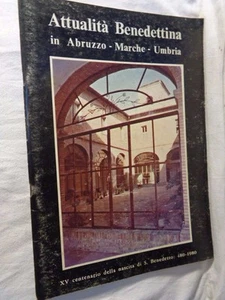 Attualità Benedettina
in Abruzzo - Marche - Umbria
XV centenario della nascita di S. Benedetto: 480-1980